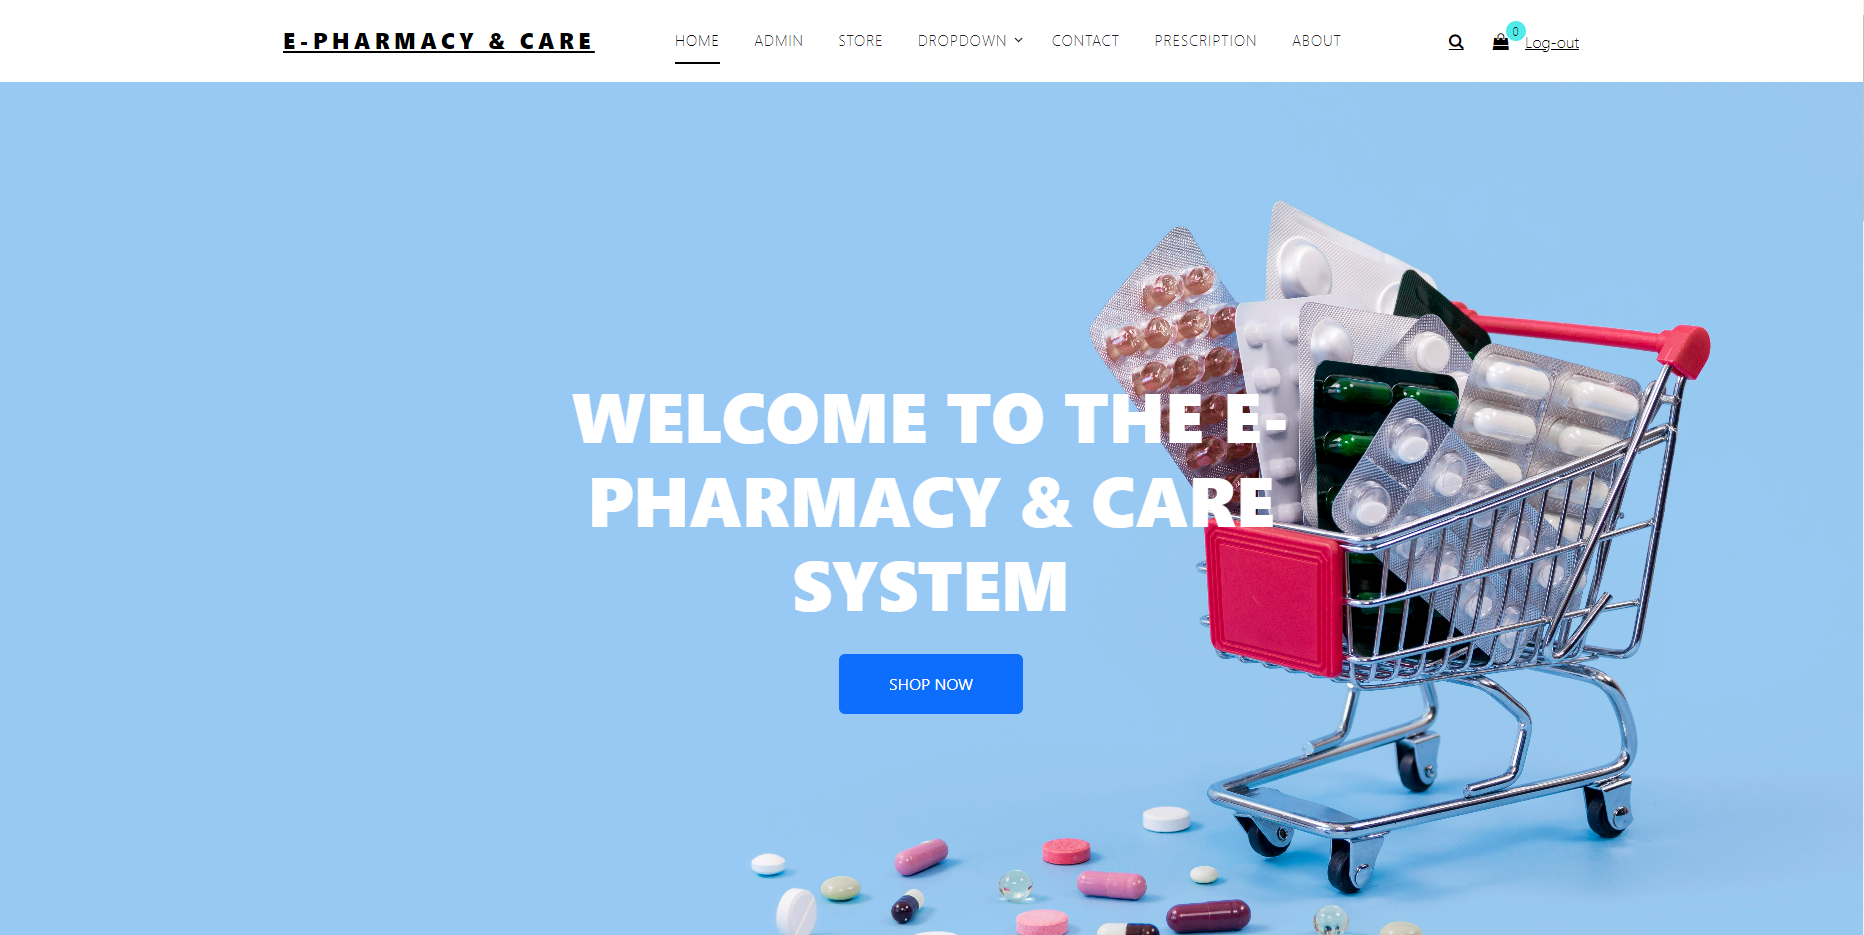 E-PHARMACY & CARE
HOME
ADMIN
STORE
DROPDOWN
CONTACT
PRESCRIPTION
ABOUT
0
Log-out
WELCOME TO THE E-
PHARMACY & CARE
SYSTEM
SHOP NOW